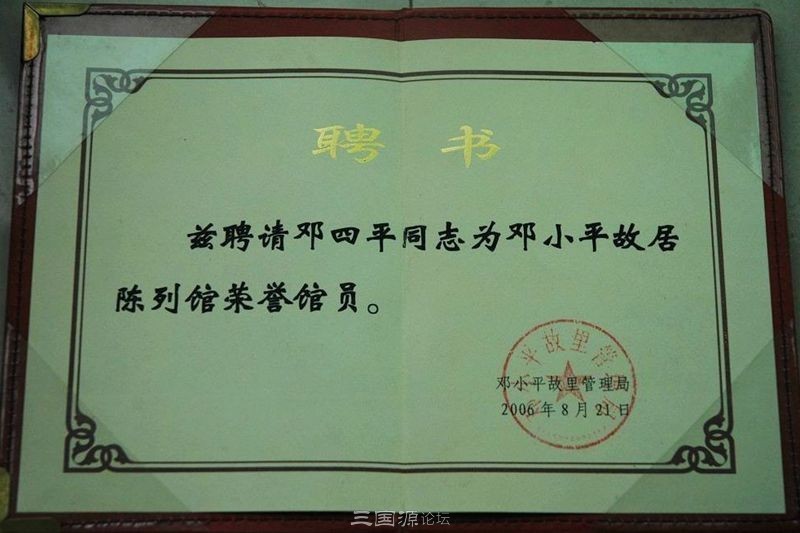 聘书
兹聘请邓四平同志为邓小平故居
陈列馆荣誉馆员。
邓小平故里管理局
2006年8月21日
三国源论坛